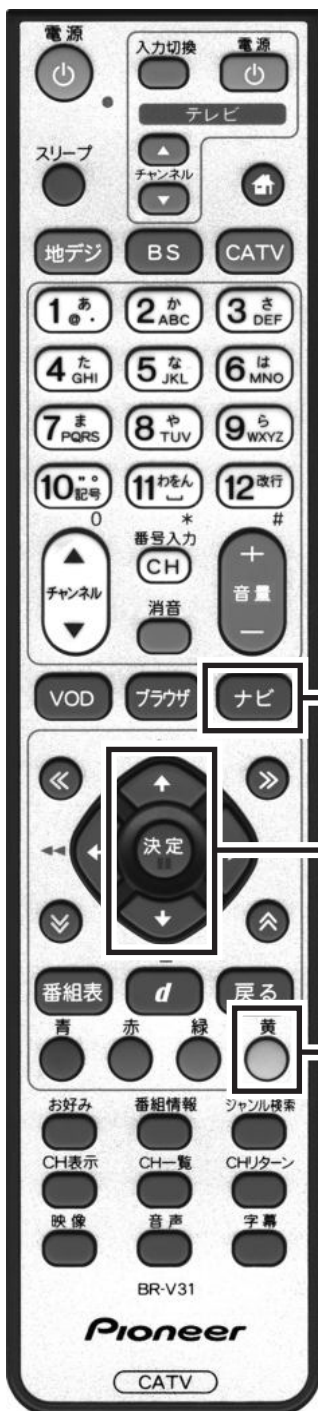 電源 入力切換 電源
テレビ
スリープ
チャンネル
地デジ BS CATV
1 あ @. 2 か ABC 3 さ DEF
4 た GHI 5 な JKL 6 は MNO
7 ま PQRS 8 や TUV 9 ら WXYZ
10 ゛゜ 記号 11 わをん 12 改行
0 * #
番号入力
チャンネル CH + 音量 −
消音
VOD ブラウザ ナビ
決定
番組表 d 戻る
青 赤 緑 黄
お好み 番組情報 ジャンル検索
CH表示 CH一覧 CHリターン
映像 音声 字幕
BR-V31
Pioneer
CATV